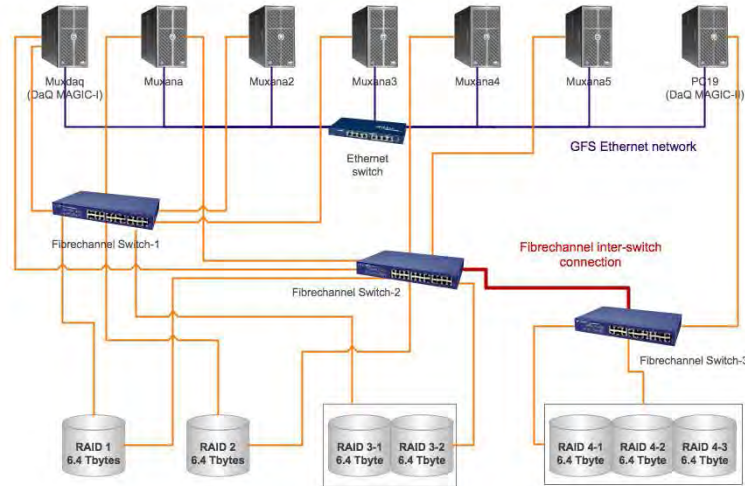 Muxdaq
(DaQ MAGIC-I)
Muxana
Muxana2
Muxana3
Muxana4
Muxana5
PC19
(DaQ MAGIC-II)
Ethernet
switch
GFS Ethernet network
Fibrechannel Switch-1
Fibrechannel inter-switch
connection
Fibrechannel Switch-2
Fibrechannel Switch-3
RAID 1
6.4 Tbytes
RAID 2
6.4 Tbytes
RAID 3-1
6.4 Tbyte
RAID 3-2
6.4 Tbyte
RAID 4-1
6.4 Tbyte
RAID 4-2
6.4 Tbyte
RAID 4-3
6.4 Tbyte